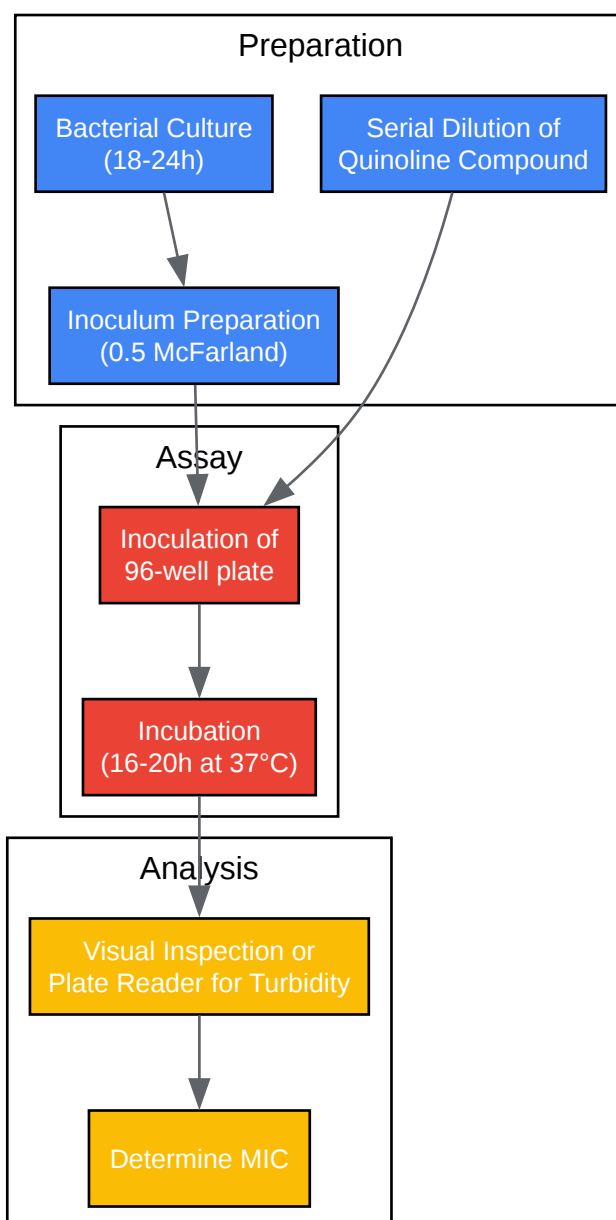 Preparation
Bacterial Culture
(18-24h)
Serial Dilution of
Quinoline Compound
Inoculum Preparation
(0.5 McFarland)
Assay
Inoculation of
96-well plate
Incubation
(16-20h at 37°C)
Analysis
Visual Inspection or
Plate Reader for Turbidity
Determine MIC